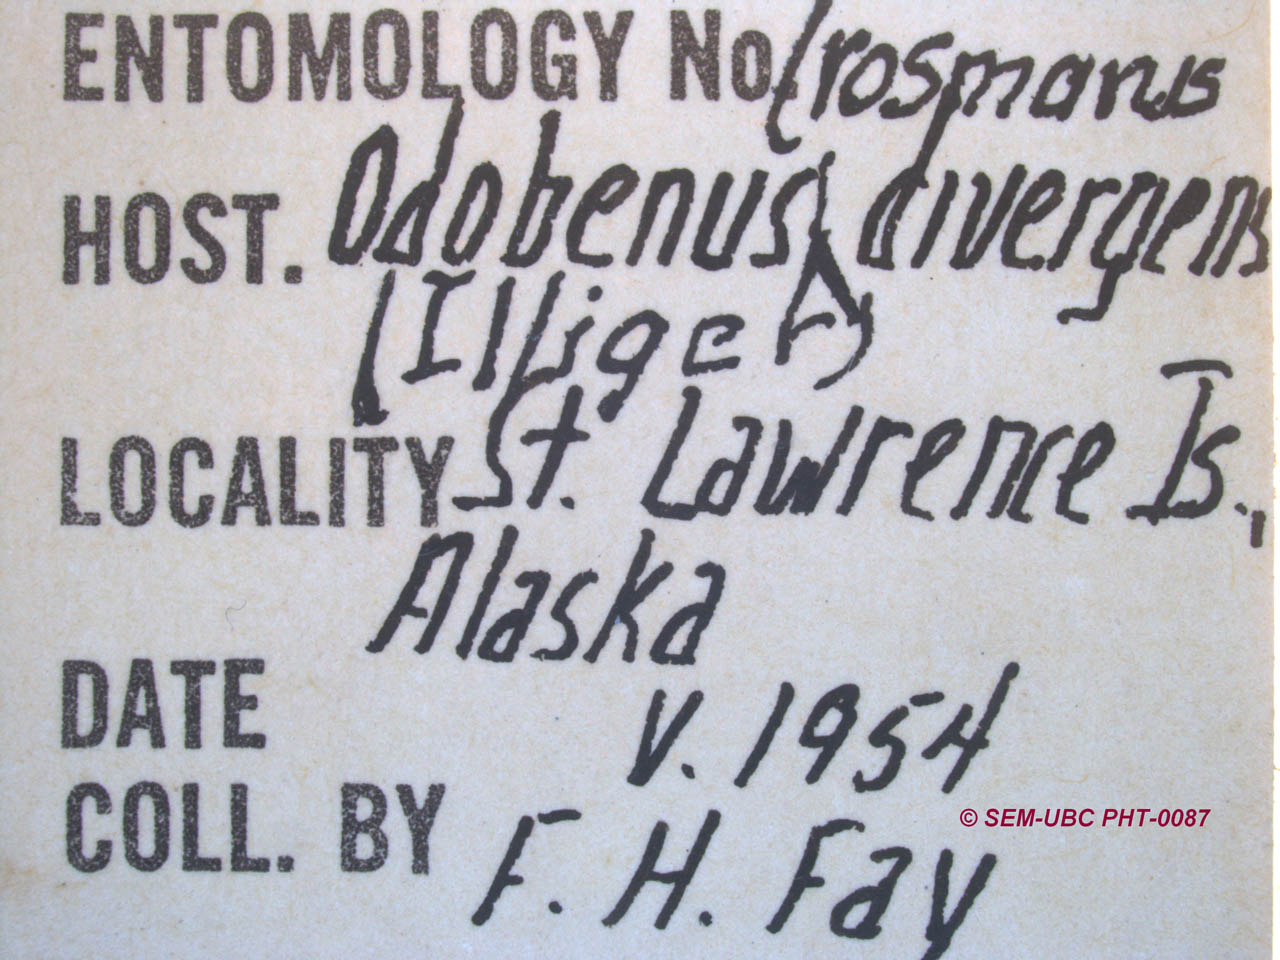 ENTOMOLOGY No. (rosmarus
HOST. Odobenus divergens
(Illiger)
LOCALITY St. Lawrence Is.,
Alaska
DATE V. 1954
© SEM-UBC PHT-0087
COLL. BY F. H. Fay